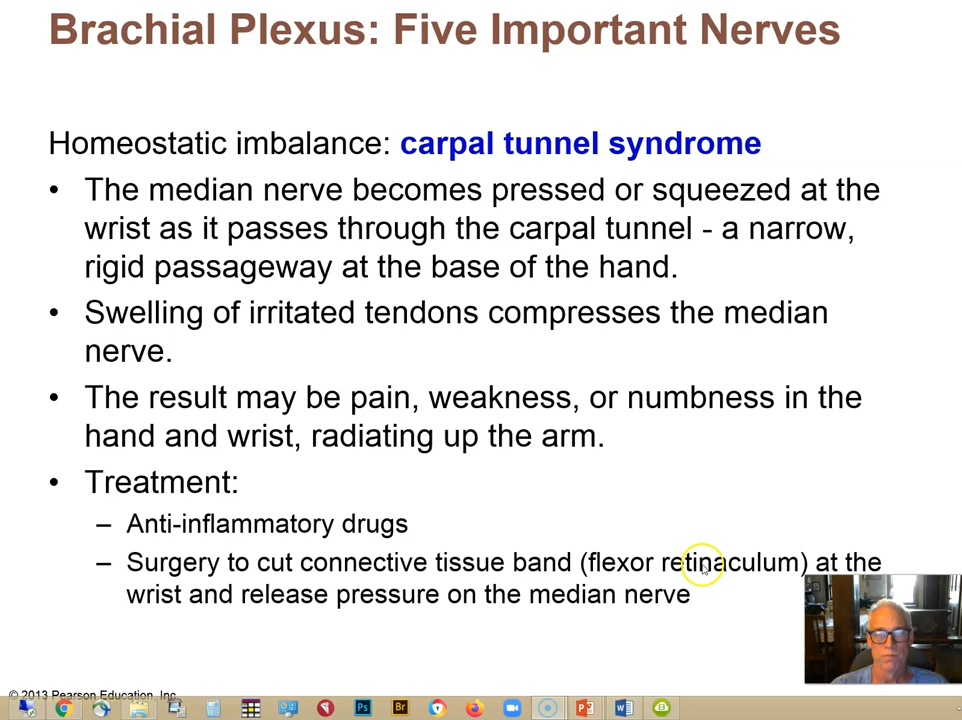 Brachial Plexus: Five Important Nerves
Homeostatic imbalance: carpal tunnel syndrome
• The median nerve becomes pressed or squeezed at the
wrist as it passes through the carpal tunnel - a narrow,
rigid passageway at the base of the hand.
• Swelling of irritated tendons compresses the median
nerve.
• The result may be pain, weakness, or numbness in the
hand and wrist, radiating up the arm.
• Treatment:
– Anti-inflammatory drugs
– Surgery to cut connective tissue band (flexor retinaculum) at the
wrist and release pressure on the median nerve
© 2013 Pearson Education, Inc.
Ps
Br